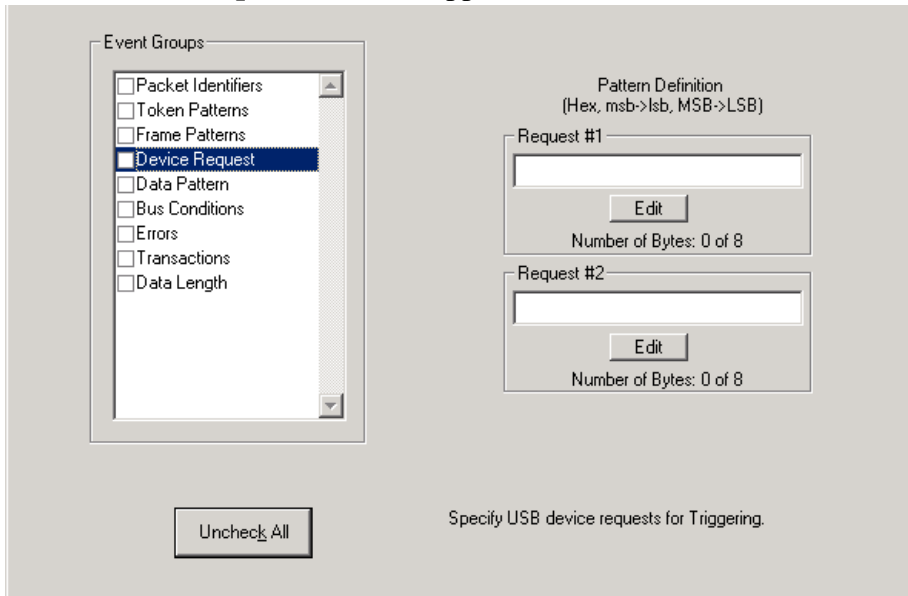 Event Groups
Packet Identifiers
Token Patterns
Frame Patterns
Device Request
Data Pattern
Bus Conditions
Errors
Transactions
Data Length
Uncheck All
Pattern Definition
(Hex, msb->lsb, MSB->LSB)
Request #1
Edit
Number of Bytes: 0 of 8
Request #2
Edit
Number of Bytes: 0 of 8
Specify USB device requests for Triggering.